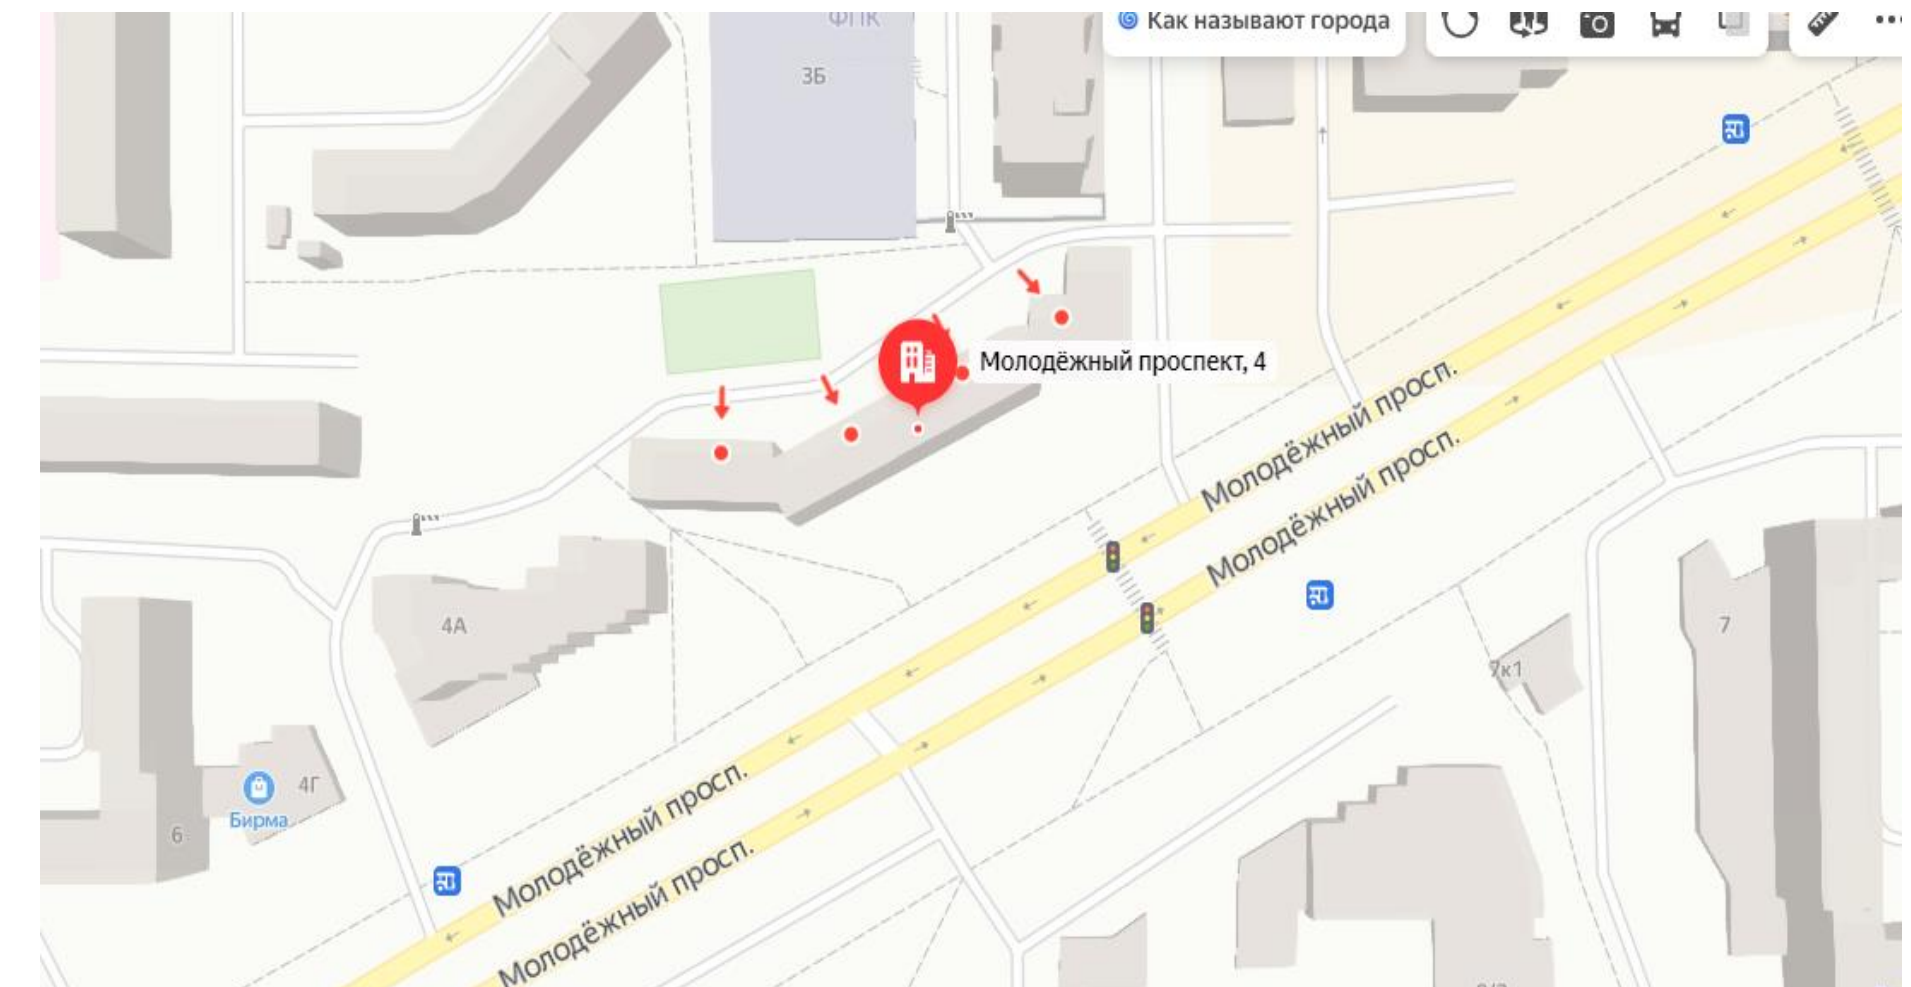 ФПК
Как называют города
3Б
Молодёжный проспект, 4
Молодёжный просп.
Молодёжный просп.
4А
7
7к1
4Г
Бирма
6
Молодёжный просп.
Молодёжный просп.